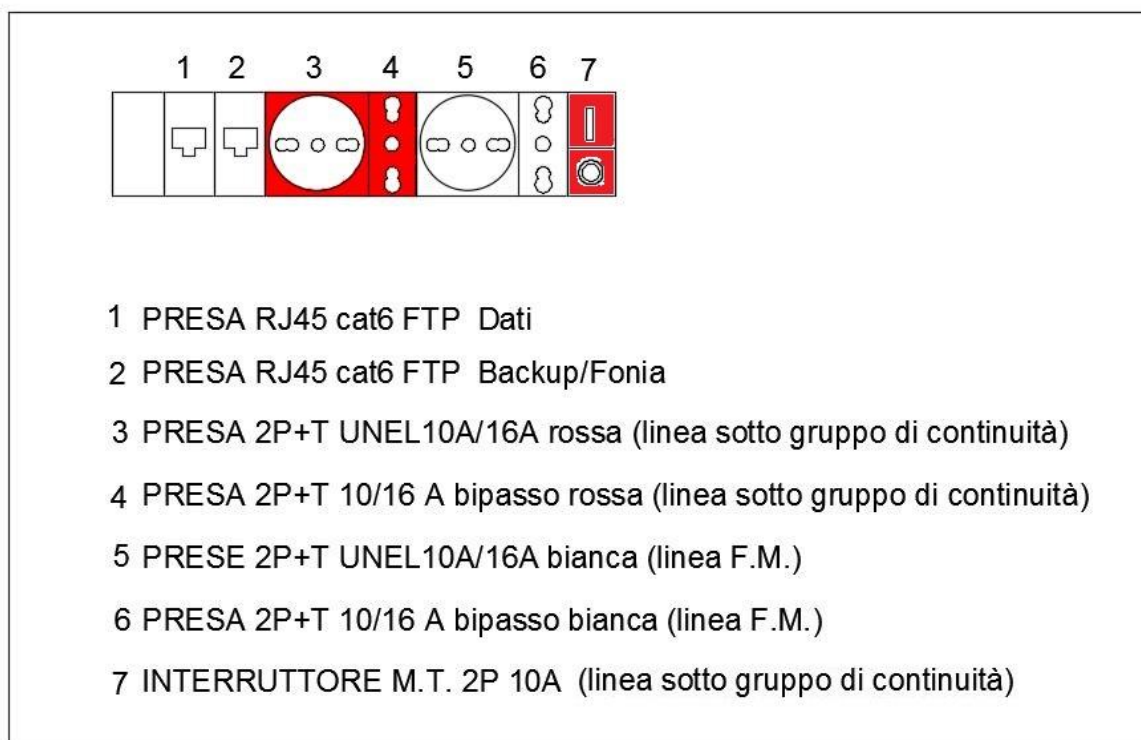 1 2 3 4 5 6 7
1 PRESA RJ45 cat6 FTP Dati
2 PRESA RJ45 cat6 FTP Backup/Fonia
3 PRESA 2P+T UNEL10A/16A rossa (linea sotto gruppo di continuità)
4 PRESA 2P+T 10/16 A bipasso rossa (linea sotto gruppo di continuità)
5 PRESE 2P+T UNEL10A/16A bianca (linea F.M.)
6 PRESA 2P+T 10/16 A bipasso bianca (linea F.M.)
7 INTERRUTTORE M.T. 2P 10A (linea sotto gruppo di continuità)